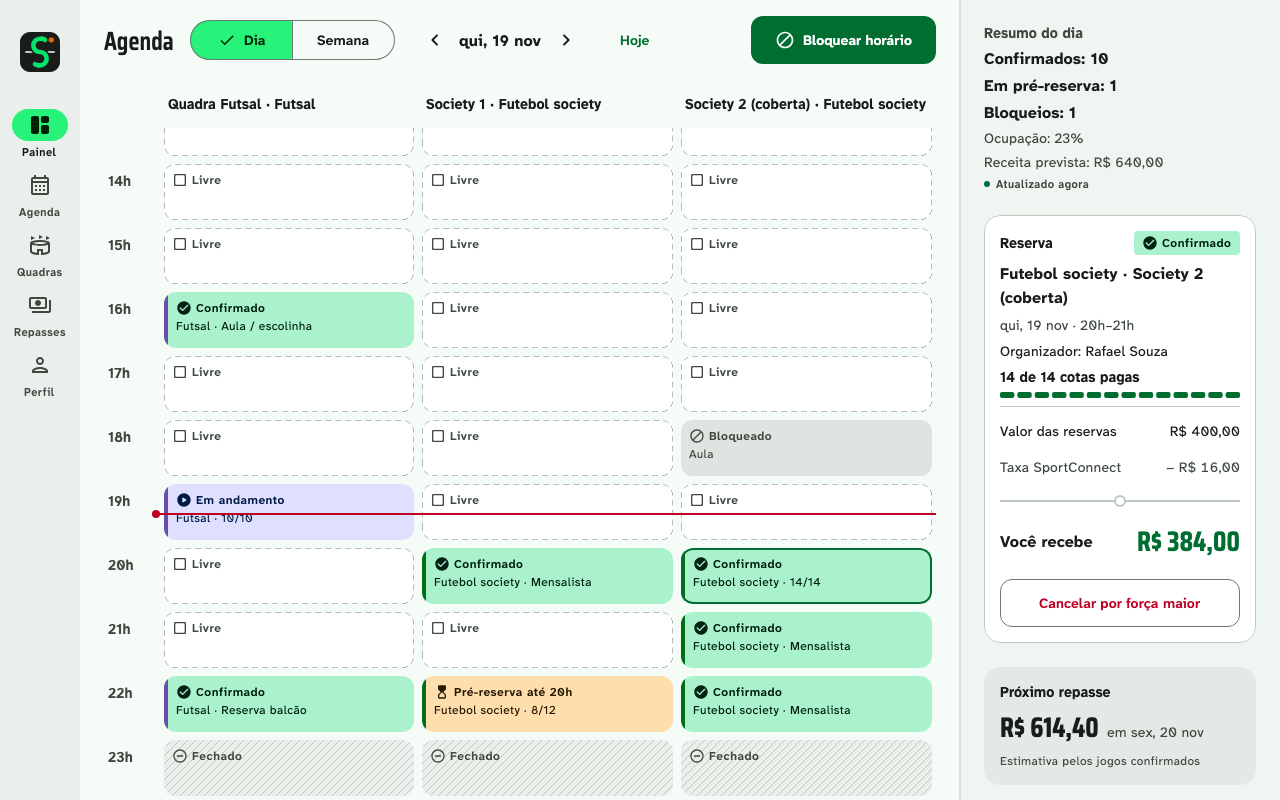 Painel
Agenda
Quadras
Repasses
Perfil
Agenda
Dia
Semana
qui, 19 nov
Hoje
Bloquear horário
Quadra Futsal · Futsal
Society 1 · Futebol society
Society 2 (coberta) · Futebol society
14h
Livre
Livre
Livre
15h
Livre
Livre
Livre
16h
Confirmado
Futsal · Aula / escolinha
Livre
Livre
17h
Livre
Livre
Livre
18h
Livre
Livre
Bloqueado
Aula
19h
Em andamento
Futsal · 10/10
Livre
Livre
20h
Livre
Confirmado
Futebol society · Mensalista
Confirmado
Futebol society · 14/14
21h
Livre
Livre
Confirmado
Futebol society · Mensalista
22h
Confirmado
Futsal · Reserva balcão
Pré-reserva até 20h
Futebol society · 8/12
Confirmado
Futebol society · Mensalista
23h
Fechado
Fechado
Fechado
Resumo do dia
Confirmados: 10
Em pré-reserva: 1
Bloqueios: 1
Ocupação: 23%
Receita prevista: R$ 640,00
Atualizado agora
Reserva
Confirmado
Futebol society · Society 2
(coberta)
qui, 19 nov · 20h–21h
Organizador: Rafael Souza
14 de 14 cotas pagas
Valor das reservas R$ 400,00
Taxa SportConnect – R$ 16,00
Você recebe R$ 384,00
Cancelar por força maior
Próximo repasse
R$ 614,40 em sex, 20 nov
Estimativa pelos jogos confirmados